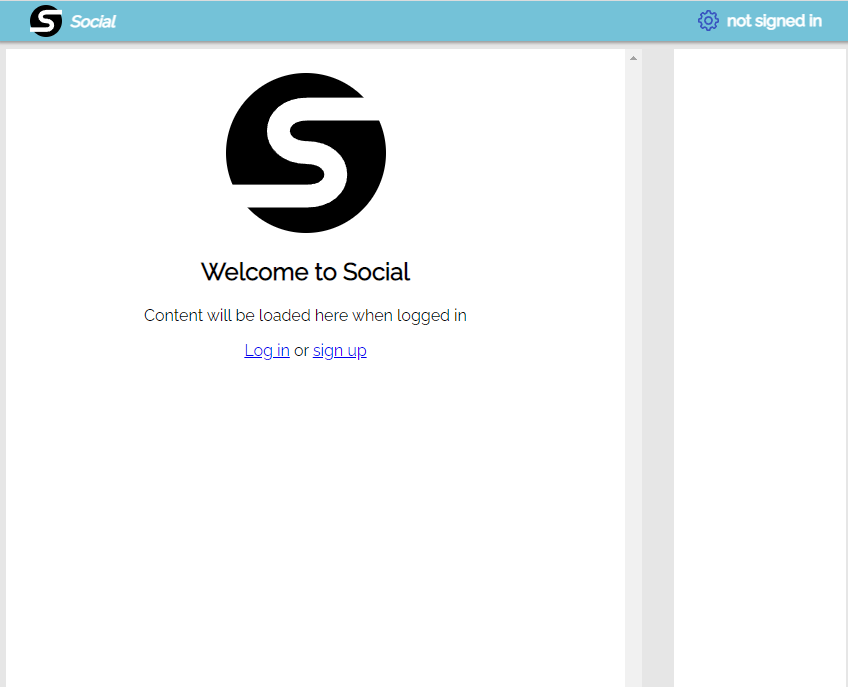 Social
not signed in
Welcome to Social
Content will be loaded here when logged in
Log in or sign up